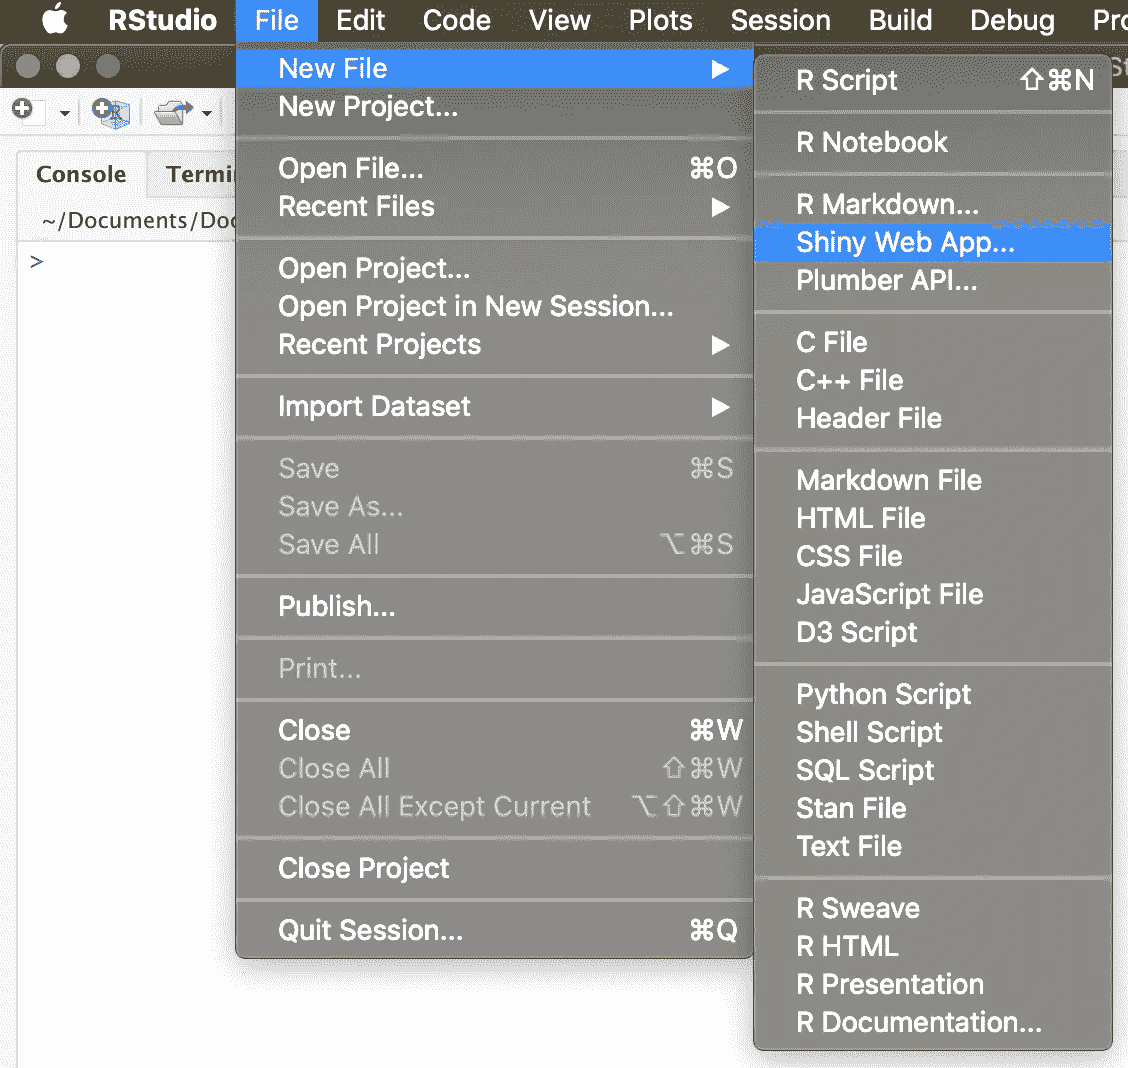 RStudio File Edit Code View Plots Session Build Debug
New File
New Project...
Open File... ⌘O
Recent Files
Open Project...
Open Project in New Session...
Recent Projects
Import Dataset
Save ⌘S
Save As...
Save All ⌥⌘S
Publish...
Print...
Close ⌘W
Close All ⇧⌘W
Close All Except Current ⌥⇧⌘W
Close Project
Quit Session... ⌘Q
R Script ⇧⌘N
R Notebook
R Markdown...
Shiny Web App...
Plumber API...
C File
C++ File
Header File
Markdown File
HTML File
CSS File
JavaScript File
D3 Script
Python Script
Shell Script
SQL Script
Stan File
Text File
R Sweave
R HTML
R Presentation
R Documentation...
R
Console
~/Documents/
>